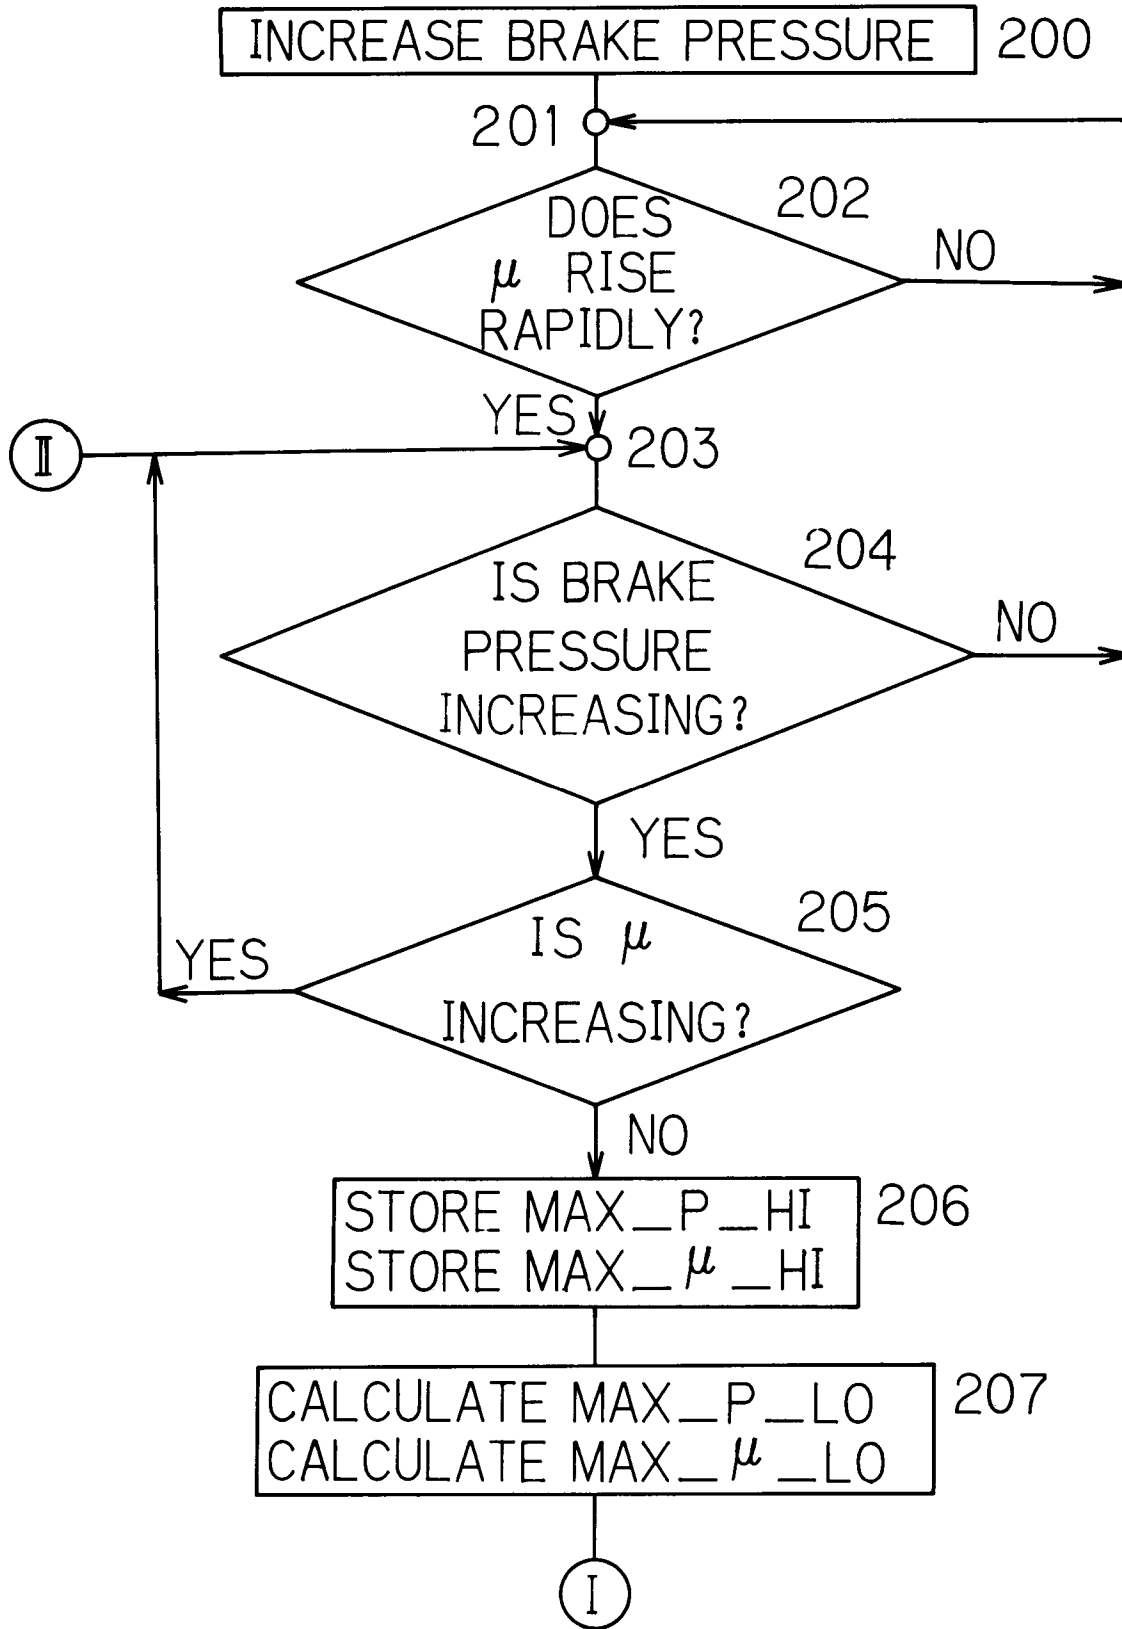 INCREASE BRAKE PRESSURE 200
201
202
DOES
μ RISE
RAPIDLY?
NO
YES
II
203
204
IS BRAKE
PRESSURE
INCREASING?
NO
YES
205
IS μ
INCREASING?
YES
NO
206
STORE MAX_P_HI
STORE MAX_μ_HI
207
CALCULATE MAX_P_LO
CALCULATE MAX_μ_LO
I